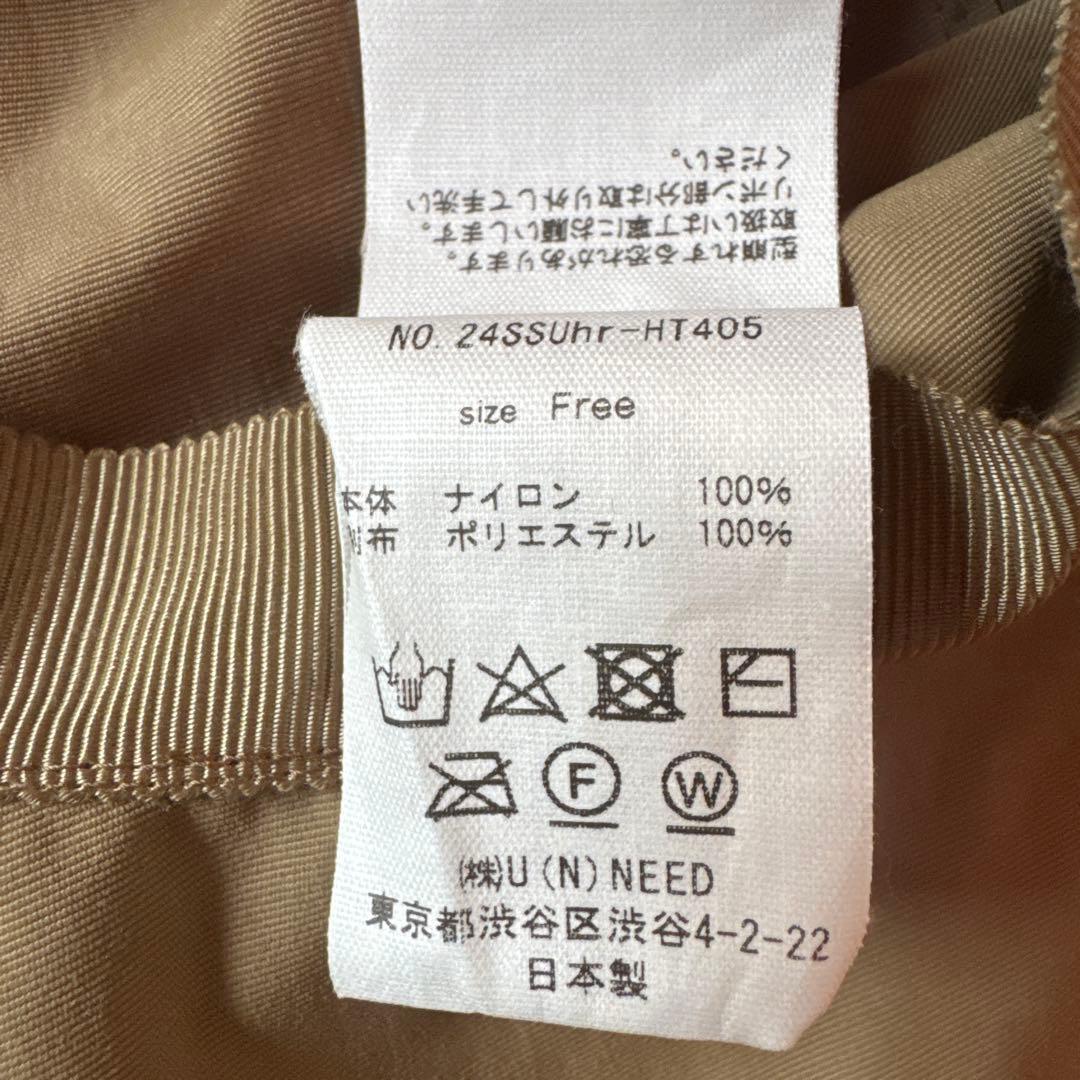 型崩れする恐れがあります。
取扱いは丁寧にお願いします。
リボン部分は取り外して手洗い
ください。
NO. 24SSUhr-HT405
size Free
本体 ナイロン 100%
別布 ポリエステル 100%
F W
㈱U(N)NEED
東京都渋谷区渋谷4-2-22
日本製